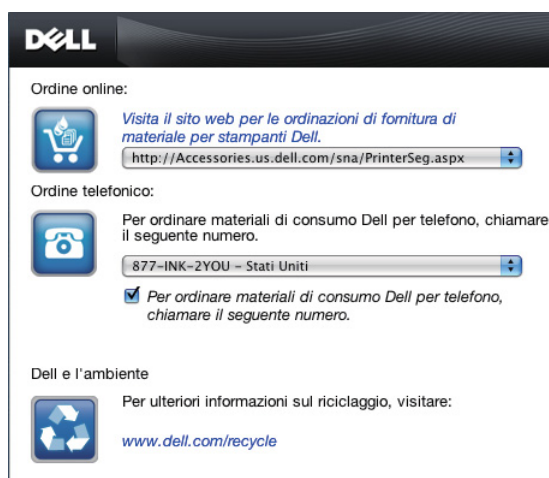 DELL
Ordine online:
Visita il sito web per le ordinazioni di fornitura di
materiale per stampanti Dell.
http://Accessories.us.dell.com/sna/PrinterSeg.aspx
Ordine telefonico:
Per ordinare materiali di consumo Dell per telefono, chiamare
il seguente numero.
877-INK-2YOU – Stati Uniti
Per ordinare materiali di consumo Dell per telefono,
chiamare il seguente numero.
Dell e l'ambiente
Per ulteriori informazioni sul riciclaggio, visitare:
www.dell.com/recycle